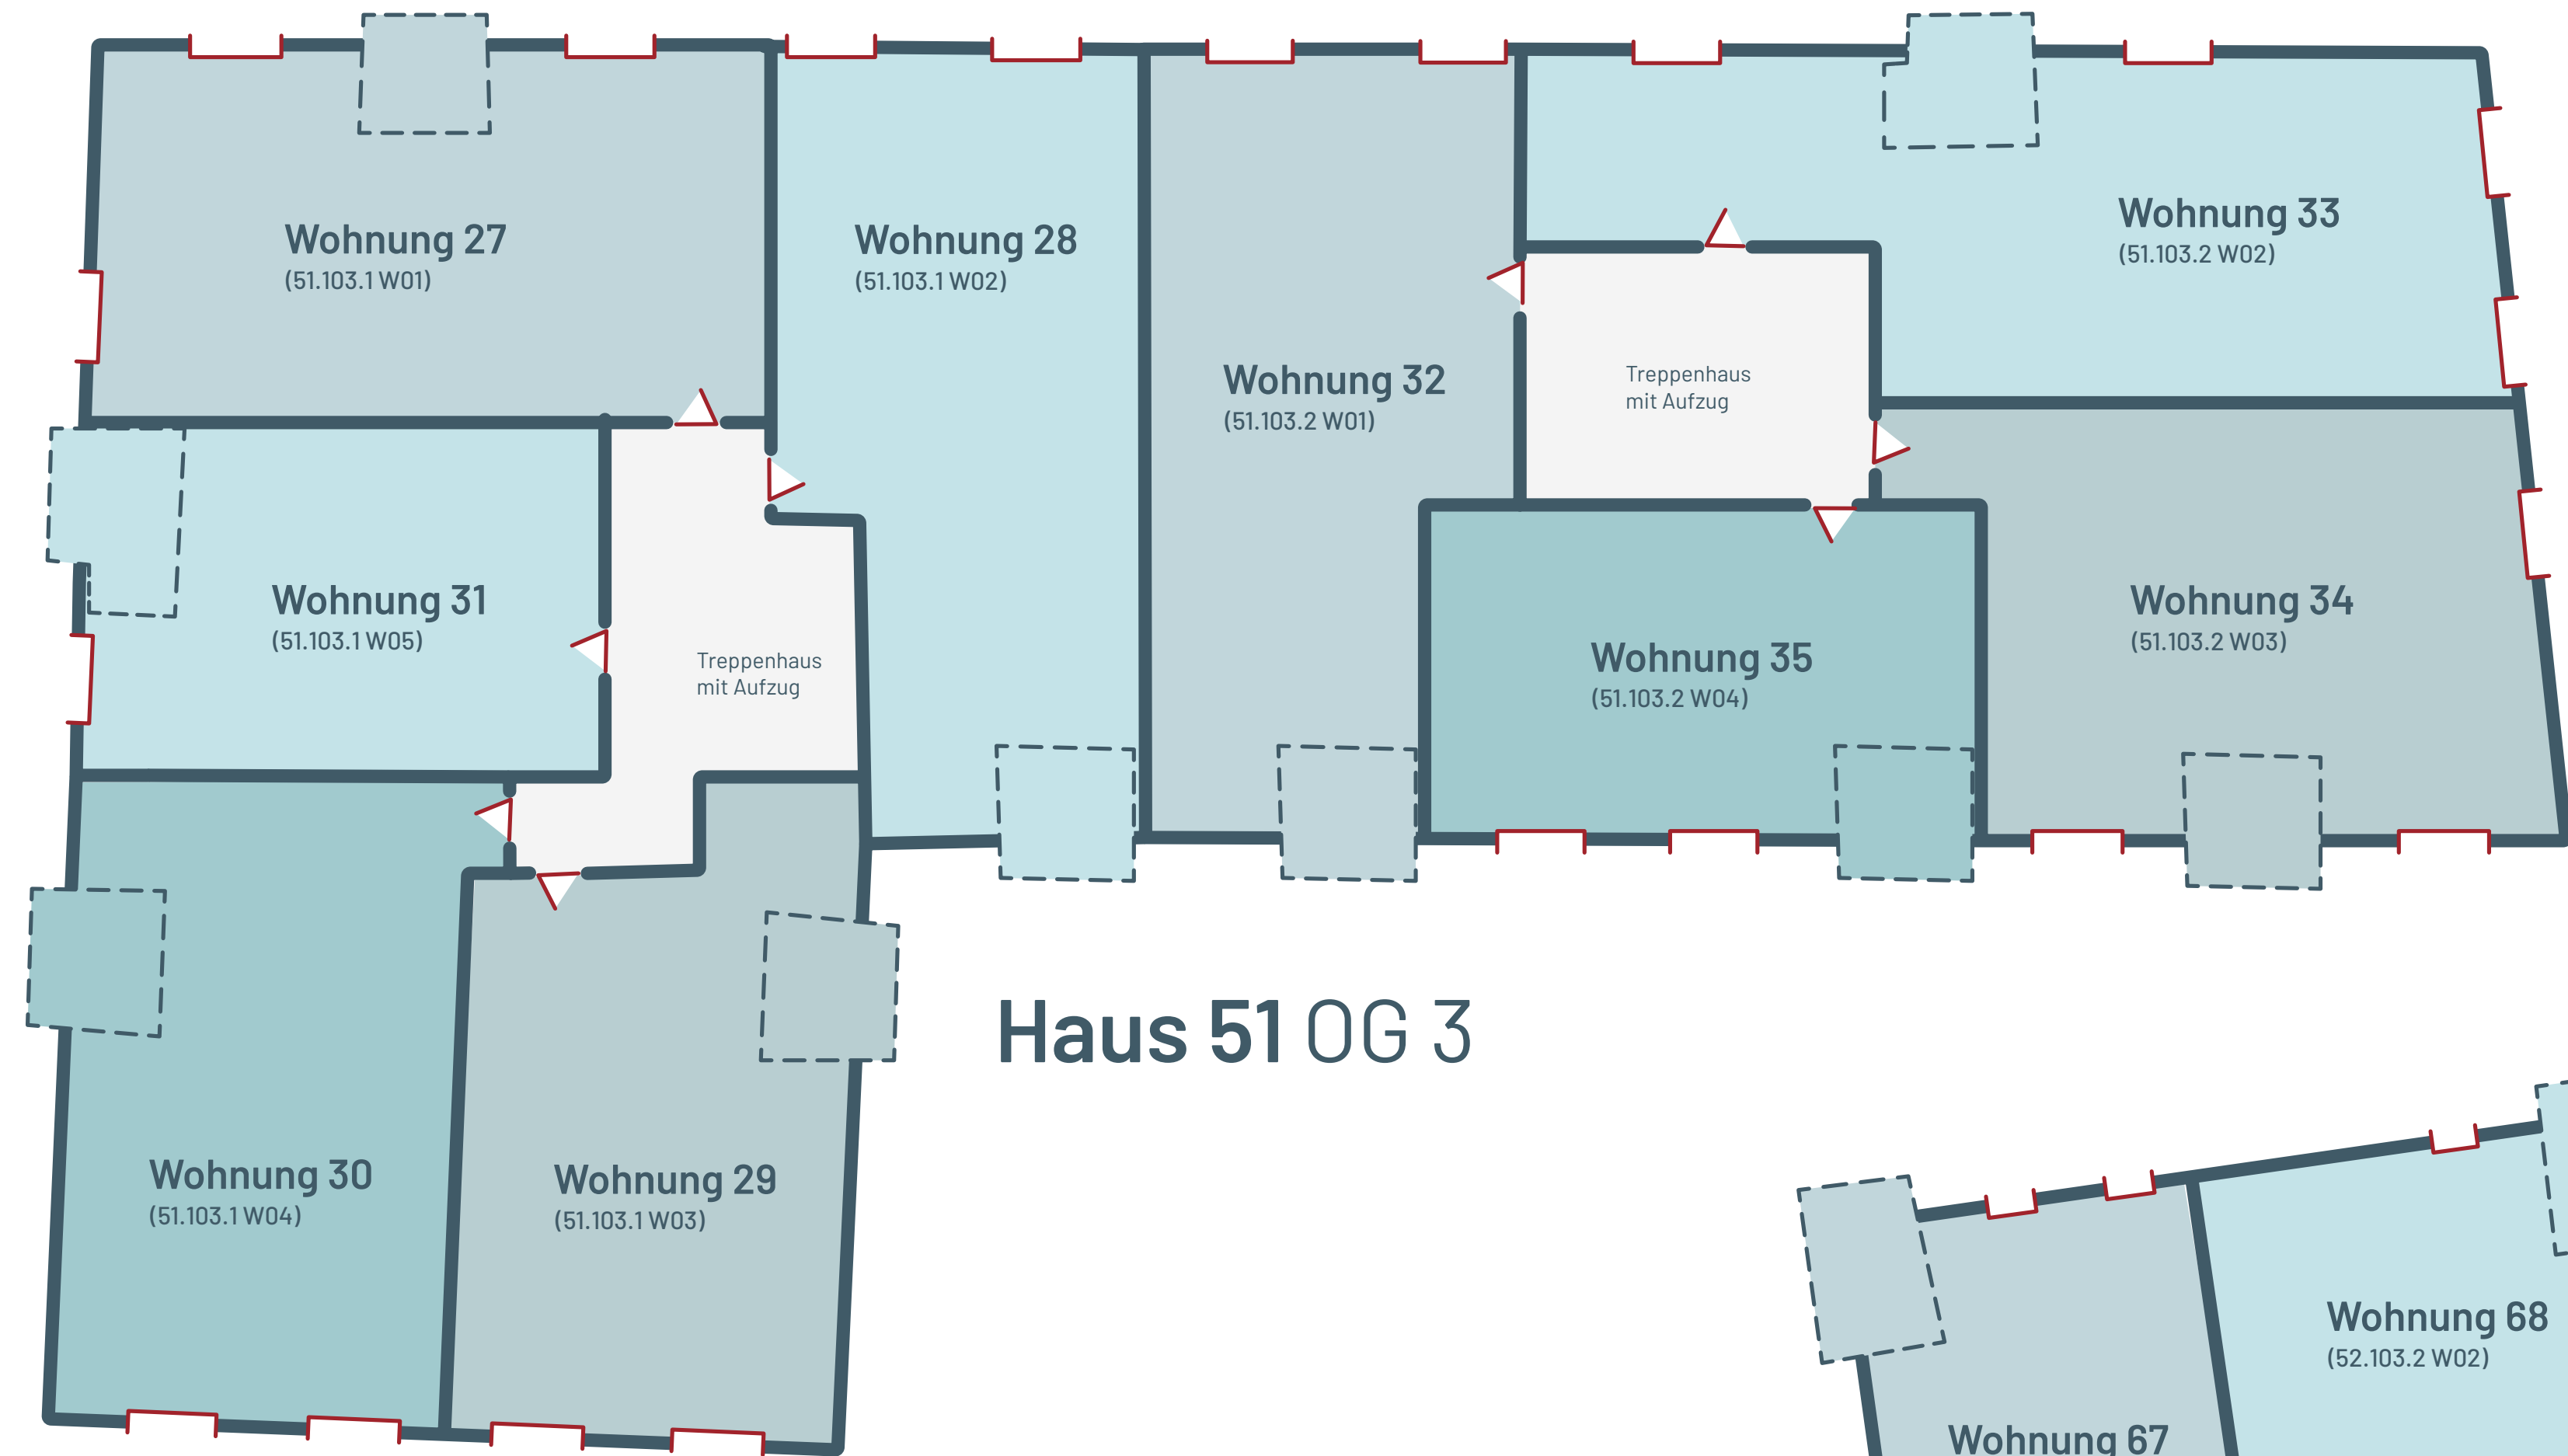 Wohnung 27
(51.103.1 W01)
Wohnung 28
(51.103.1 W02)
Wohnung 32
(51.103.2 W01)
Wohnung 33
(51.103.2 W02)
Treppenhaus
mit Aufzug
Wohnung 31
(51.103.1 W05)
Treppenhaus
mit Aufzug
Wohnung 35
(51.103.2 W04)
Wohnung 34
(51.103.2 W03)
Haus 51 OG 3
Wohnung 30
(51.103.1 W04)
Wohnung 29
(51.103.1 W03)
Wohnung 68
(52.103.2 W02)
Wohnung 67